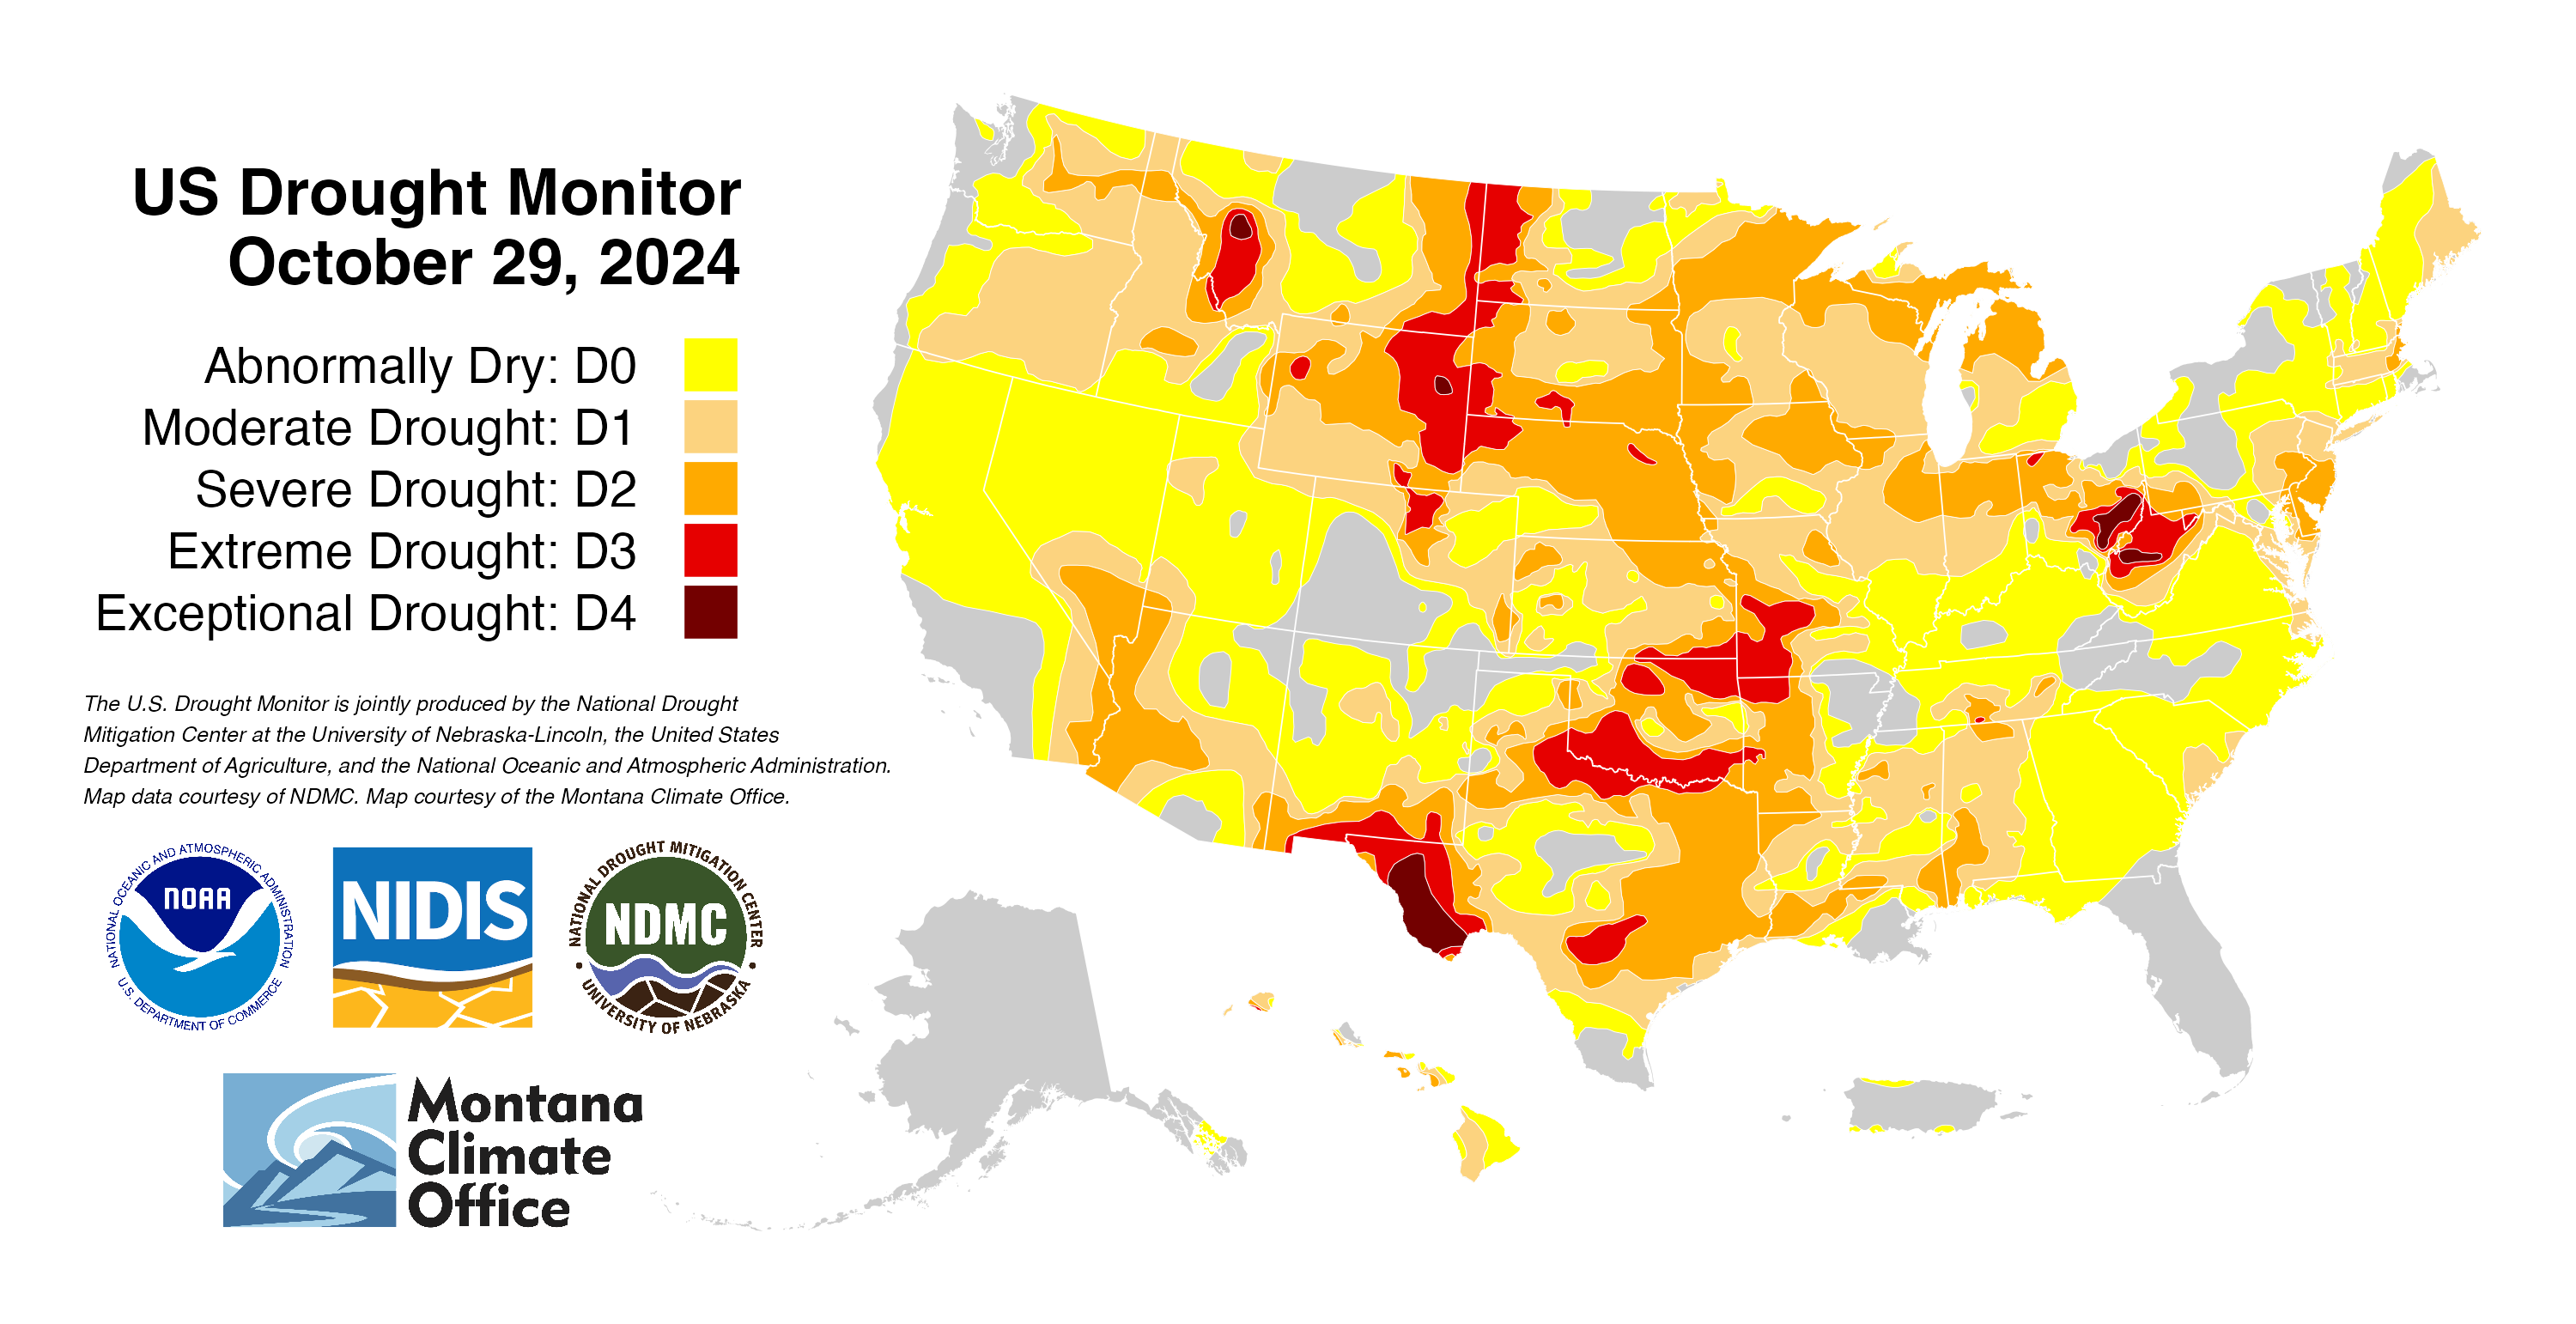 US Drought Monitor
October 29, 2024
Abnormally Dry: D0
Moderate Drought: D1
Severe Drought: D2
Extreme Drought: D3
Exceptional Drought: D4
The U.S. Drought Monitor is jointly produced by the National Drought
Mitigation Center at the University of Nebraska-Lincoln, the United States
Department of Agriculture, and the National Oceanic and Atmospheric Administration.
Map data courtesy of NDMC. Map courtesy of the Montana Climate Office.
NATIONAL OCEANIC AND ATMOSPHERIC ADMINISTRATION
NOAA
U.S. DEPARTMENT OF COMMERCE
NIDIS
NATIONAL DROUGHT MITIGATION CENTER
NDMC
UNIVERSITY OF NEBRASKA
Montana
Climate
Office